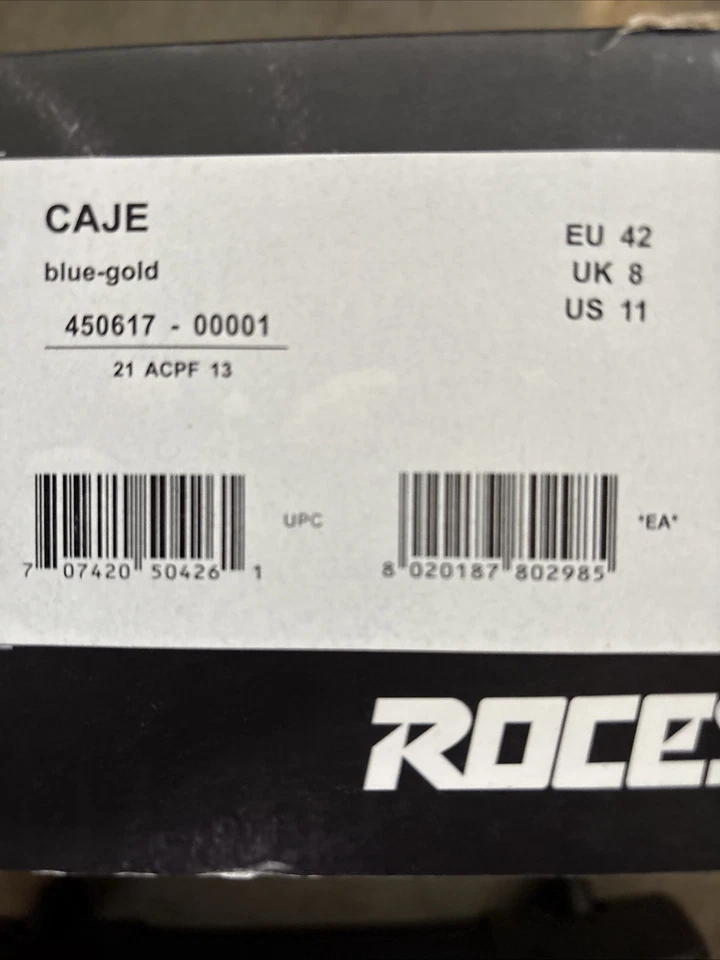 CAJE
blue-gold
450617 - 00001
21 ACPF 13
EU 42
UK 8
US 11
7 07420 50426 1
UPC
8 020187 802985
*EA*
ROCES